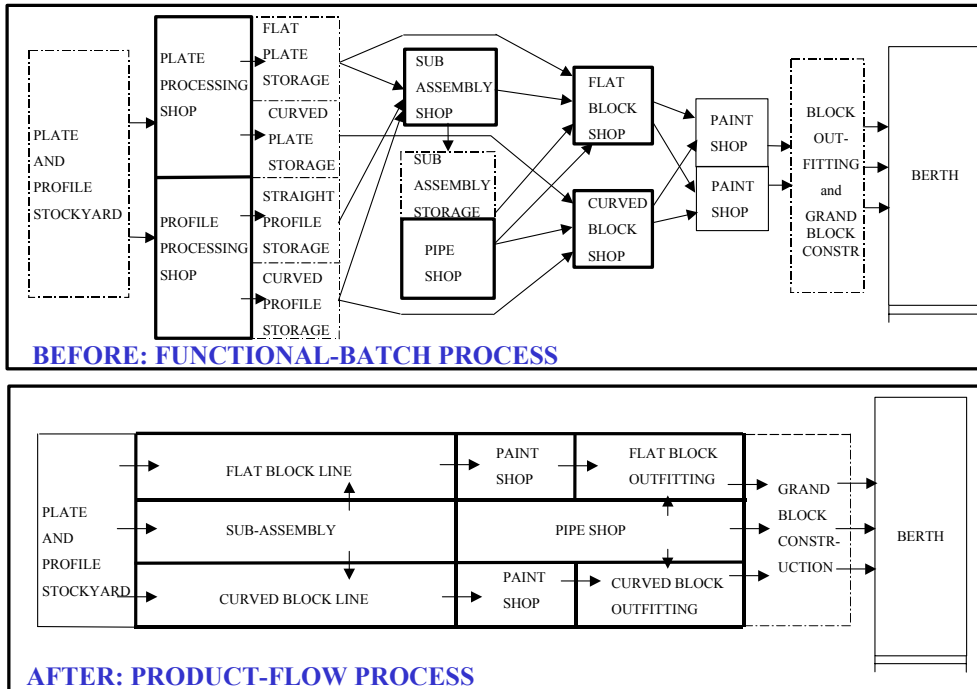 PLATE
AND
PROFILE
STOCKYARD
PLATE
PROCESSING
SHOP
PROFILE
PROCESSING
SHOP
FLAT
PLATE
STORAGE
CURVED
PLATE
STORAGE
STRAIGHT
PROFILE
STORAGE
CURVED
PROFILE
STORAGE
SUB
ASSEMBLY
SHOP
SUB
ASSEMBLY
STORAGE
PIPE
SHOP
FLAT
BLOCK
SHOP
CURVED
BLOCK
SHOP
PAINT
SHOP
PAINT
SHOP
BLOCK
OUT-
FITTING
and
GRAND
BLOCK
CONSTR
BERTH
BEFORE: FUNCTIONAL-BATCH PROCESS
PLATE
AND
PROFILE
STOCKYARD
FLAT BLOCK LINE
PAINT
SHOP
FLAT BLOCK
OUTFITTING
SUB-ASSEMBLY
PIPE SHOP
CURVED BLOCK LINE
PAINT
SHOP
CURVED BLOCK
OUTFITTING
GRAND
BLOCK
CONSTR-
UCTION
BERTH
AFTER: PRODUCT-FLOW PROCESS